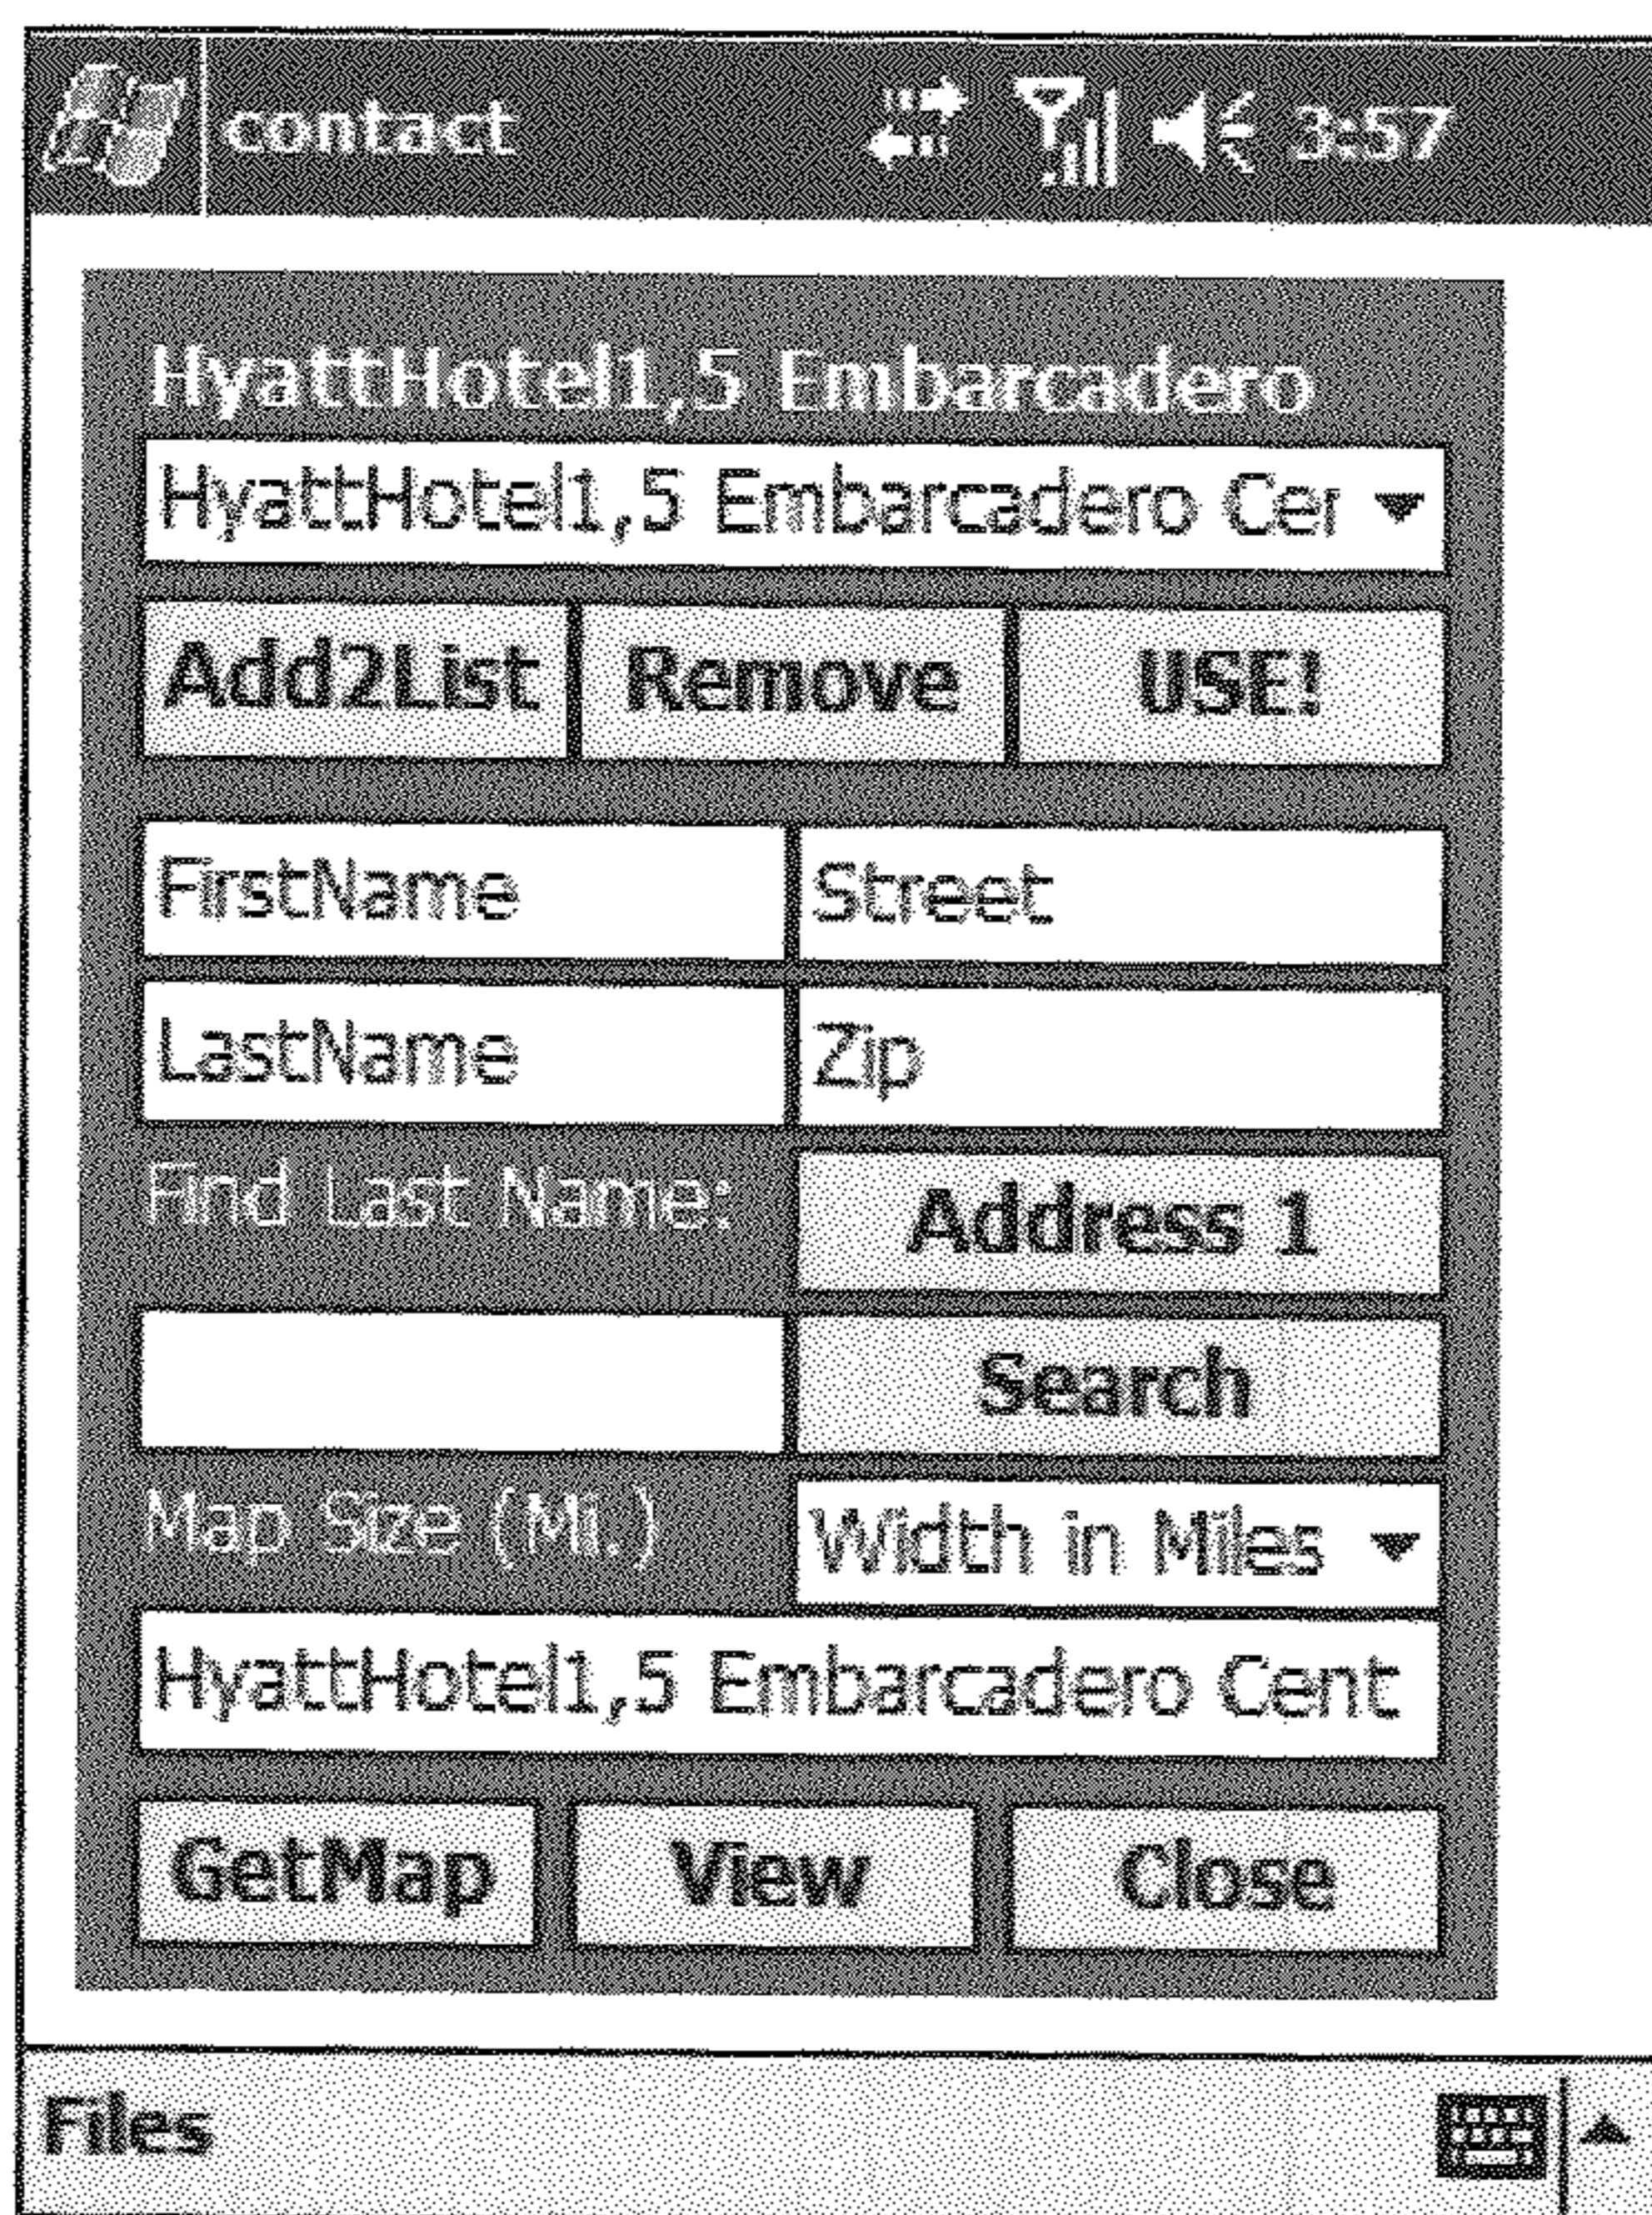 contact 3:57
HyattHotel1,5 Embarcadero
HyattHotel1,5 Embarcadero Cer
Add2List Remove USE!
FirstName Street
LastName Zip
Find Last Name: Address 1
Search
Map Size (Mi.) Width in Miles
HyattHotel1,5 Embarcadero Cent
GetMap View Close
Files